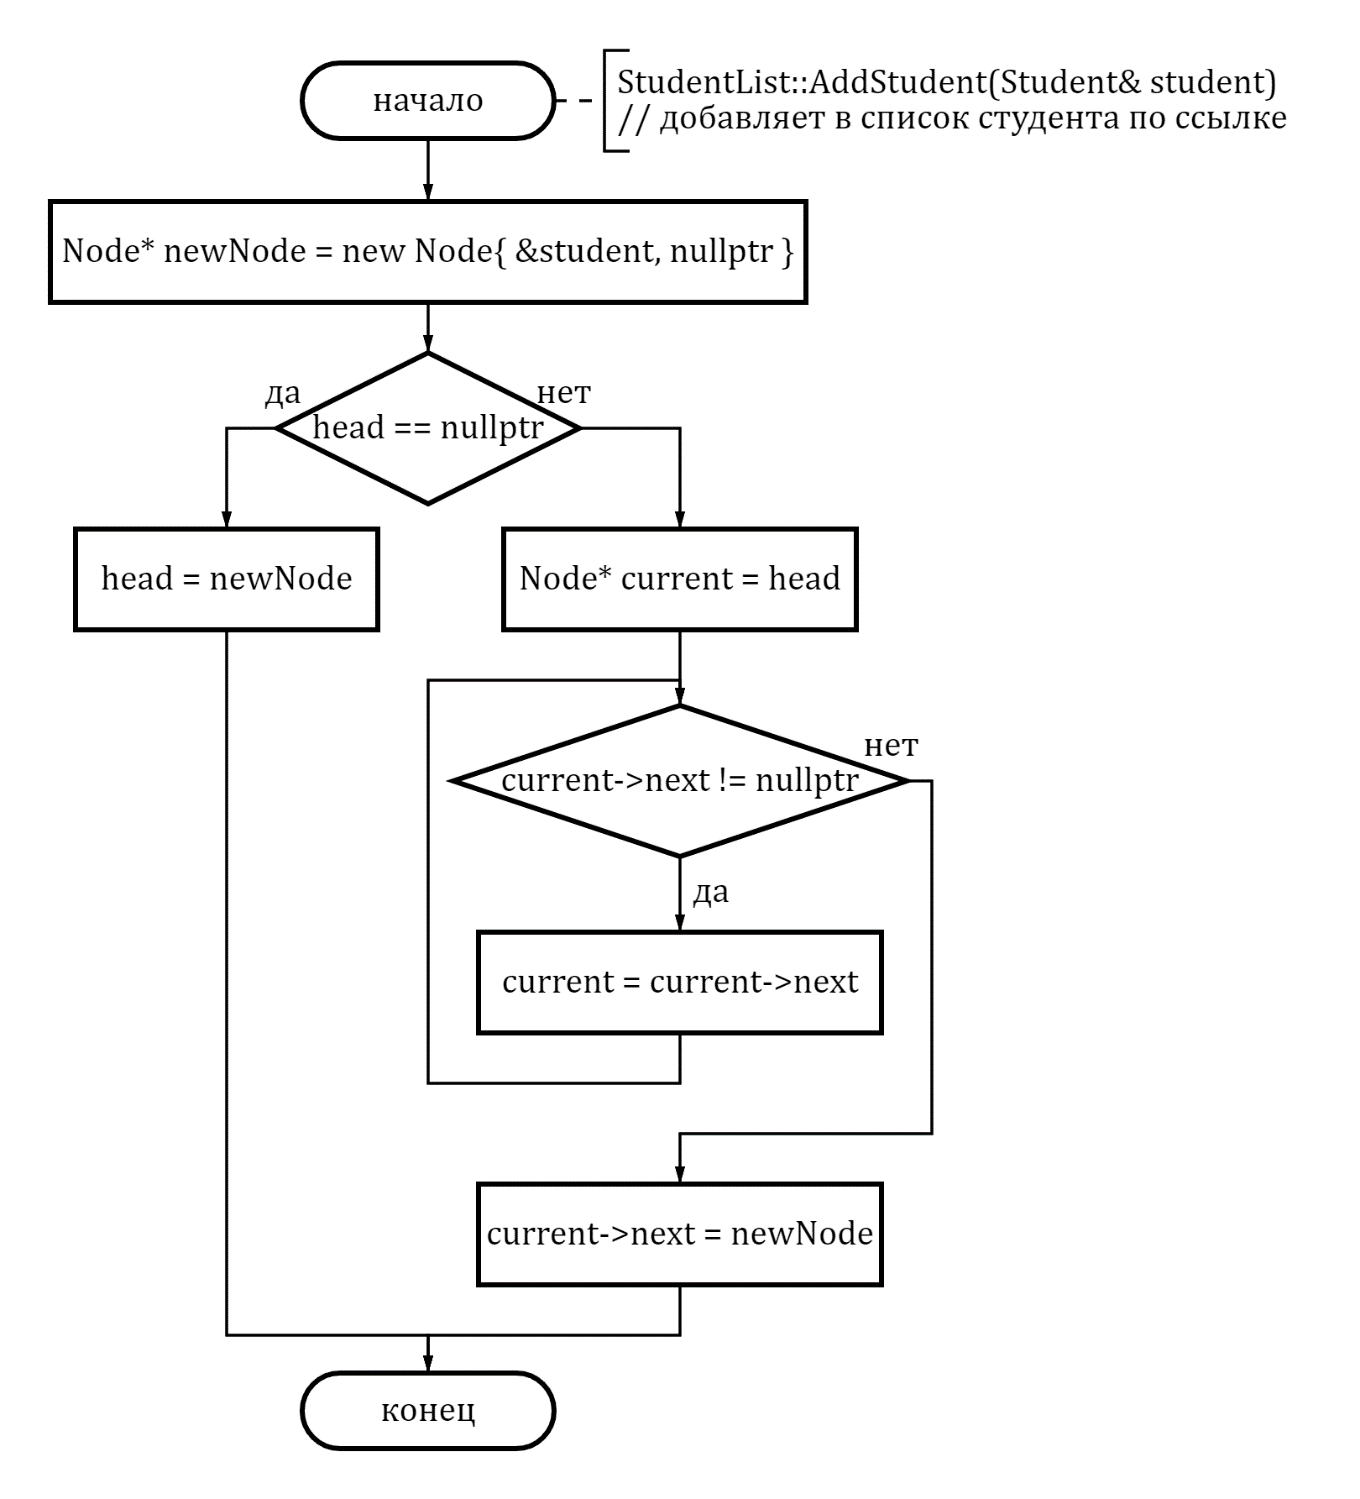 начало
StudentList::AddStudent(Student& student)
// добавляет в список студента по ссылке
Node* newNode = new Node{ &student, nullptr }
да
нет
head == nullptr
head = newNode
Node* current = head
нет
current->next != nullptr
да
current = current->next
current->next = newNode
конец